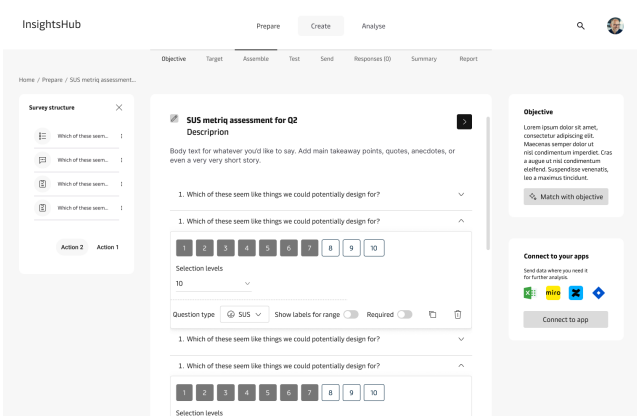 InsightsHub
Prepare
Create
Analyse
Objective
Target
Assemble
Test
Send
Responses (0)
Summary
Report
Home / Prepare / SUS metriq assessment...
Survey structure
Which of these seem...
Which of these seem...
Which of these seem...
Which of these seem...
Action 2
Action 1
SUS metriq assessment for Q2
Descriprion
Body text for whatever you'd like to say. Add main takeaway points, quotes, anecdotes, or
even a very very short story.
1. Which of these seem like things we could potentially design for?
1. Which of these seem like things we could potentially design for?
1 2 3 4 5 6 7 8 9 10
Selection levels
10
Question type
SUS
Show labels for range
Required
1. Which of these seem like things we could potentially design for?
1. Which of these seem like things we could potentially design for?
1 2 3 4 5 6 7 8 9 10
Selection levels
Objective
Lorem ipsum dolor sit amet,
consectetur adipiscing elit.
Maecenas semper dolor ut
nisl condimentum imperdiet. Cras
a augue ut nisl condimentum
eleifend. Suspendisse venenatis,
leo a maximus tincidunt.
Match with objective
Connect to your apps
Send data where you need it
for further analysis.
miro
Connect to app